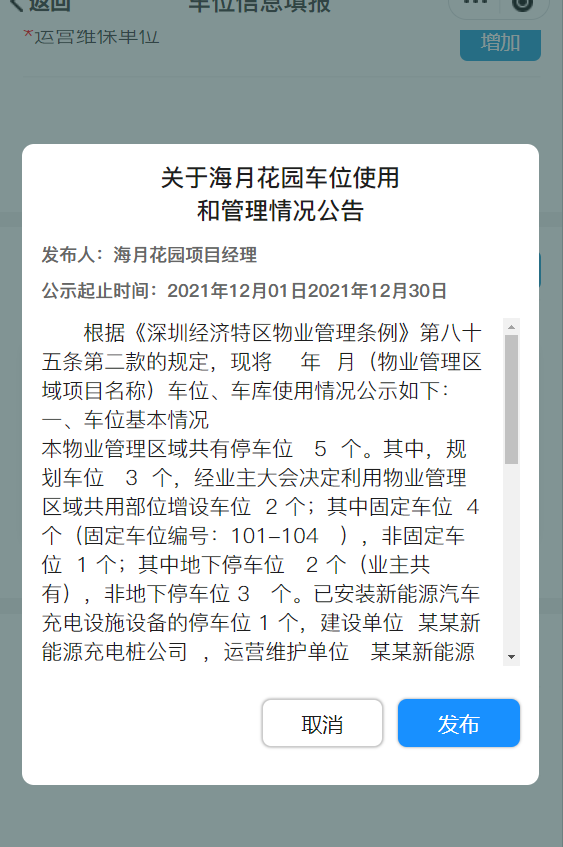 返回 车位信息填报
*运营维保单位
增加
关于海月花园车位使用
和管理情况公告
发布人：海月花园项目经理
公示起止时间：2021年12月01日2021年12月30日
根据《深圳经济特区物业管理条例》第八十
五条第二款的规定，现将 年 月（物业管理区
域项目名称）车位、车库使用情况公示如下：
一、车位基本情况
本物业管理区域共有停车位 5 个。其中，规
划车位 3 个，经业主大会决定利用物业管理
区域共用部位增设车位 2 个；其中固定车位 4
个（固定车位编号：101-104 ），非固定车
位 1 个；其中地下停车位 2 个（业主共
有），非地下停车位 3 个。已安装新能源汽车
充电设施设备的停车位 1 个，建设单位 某某新
能源充电桩公司 ，运营维护单位 某某新能源
取消
发布